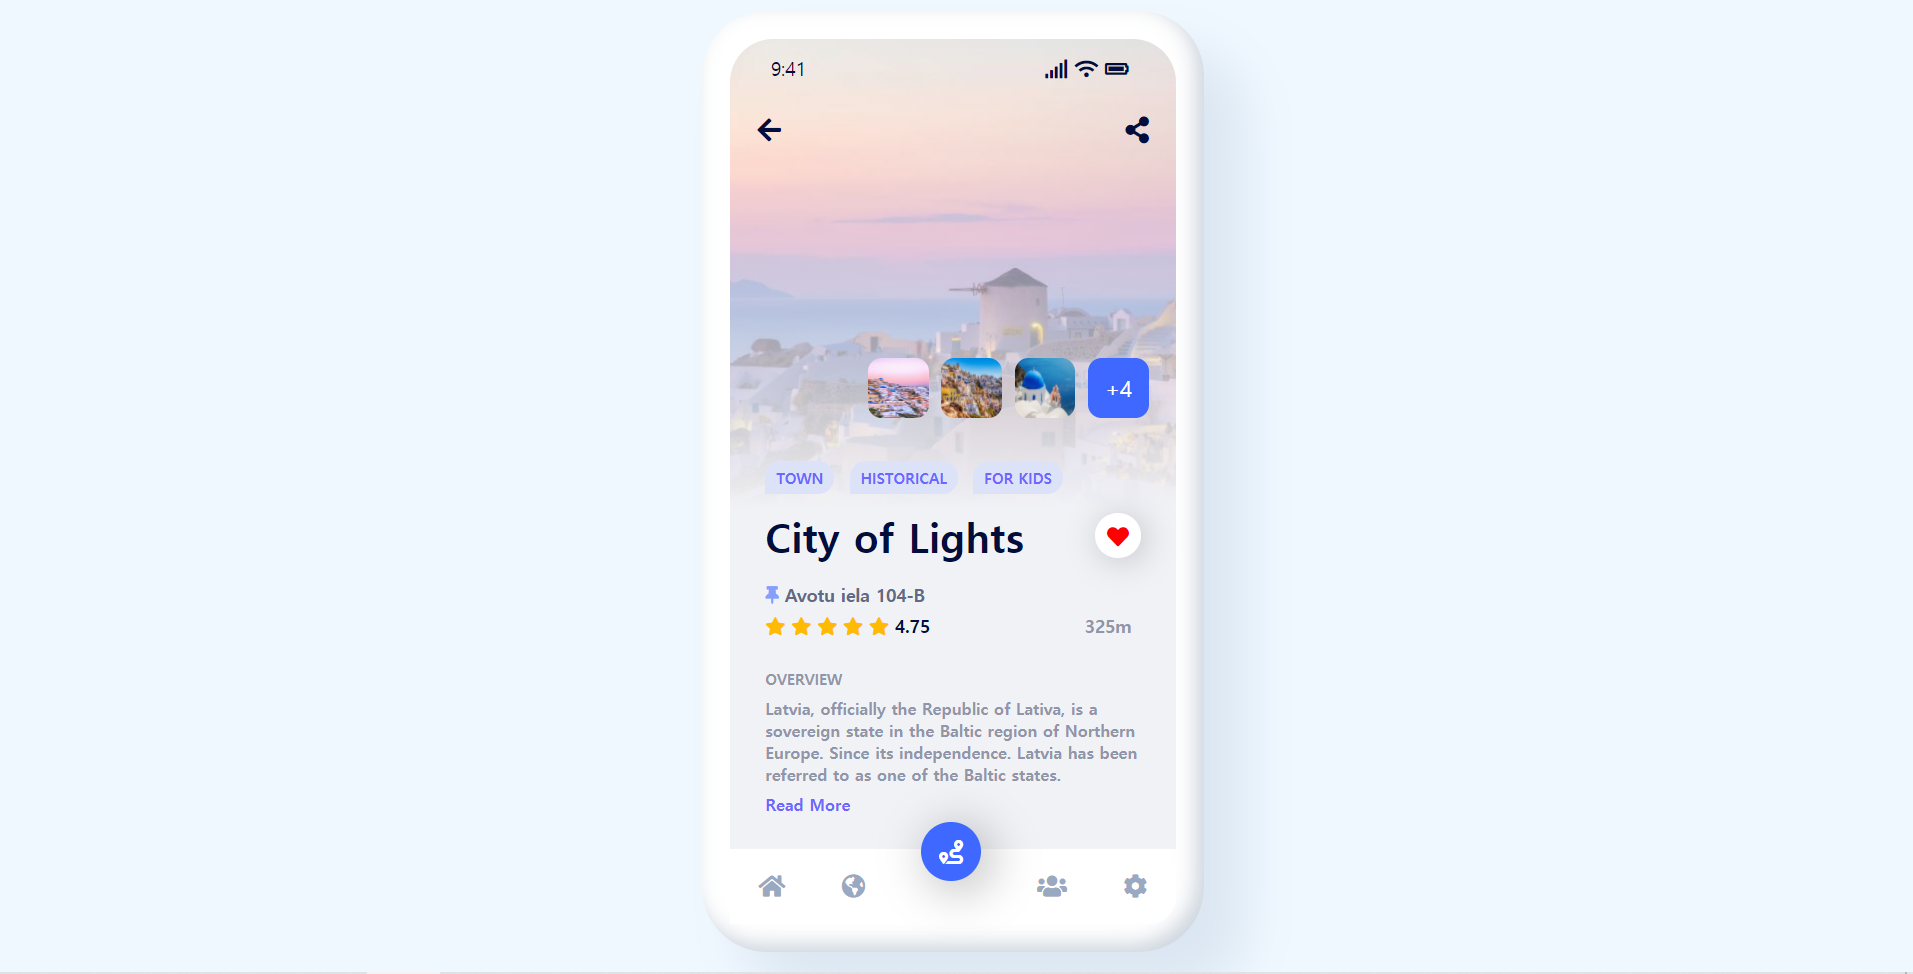 9:41
+4
TOWN HISTORICAL FOR KIDS
City of Lights
Avotu iela 104-B
4.75 325m
OVERVIEW
Latvia, officially the Republic of Lativa, is a
sovereign state in the Baltic region of Northern
Europe. Since its independence. Latvia has been
referred to as one of the Baltic states.
Read More